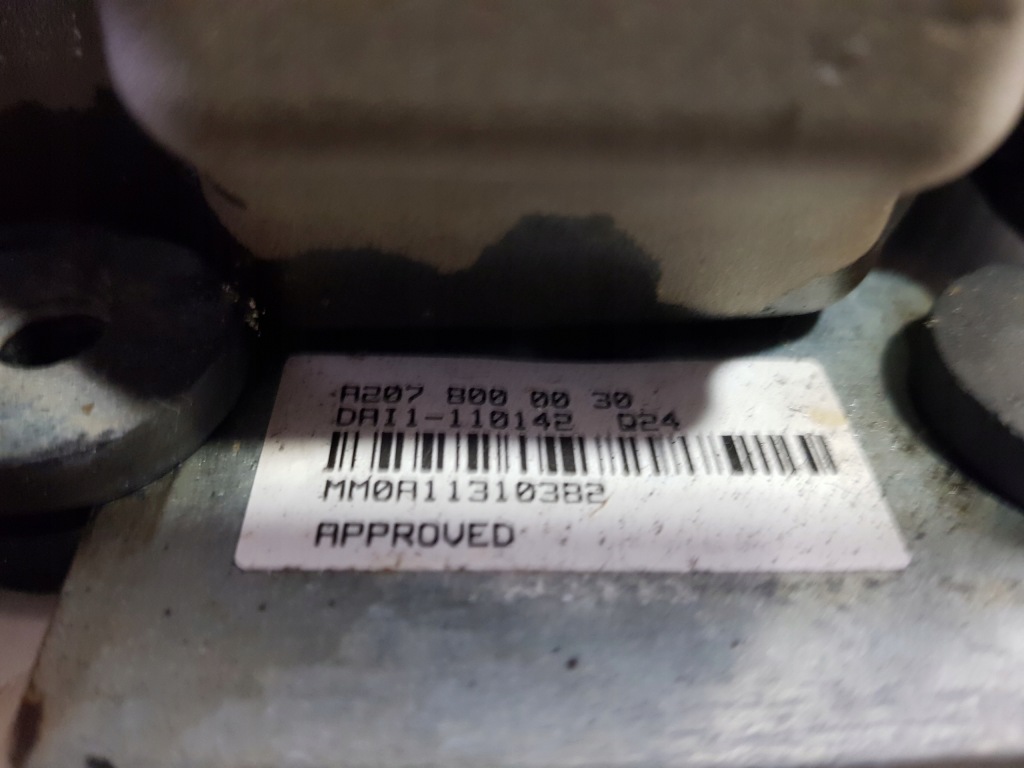 A207 800 00 30
DAI1-110142 Q24
MM0A11310382
APPROVED